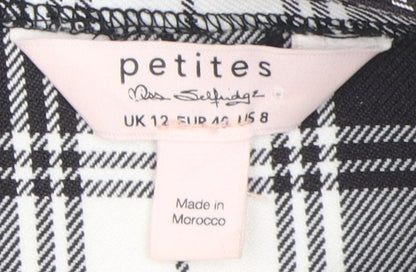 petites
Miss Selfridge
UK 12 EUR 40 US 8
Made in
Morocco